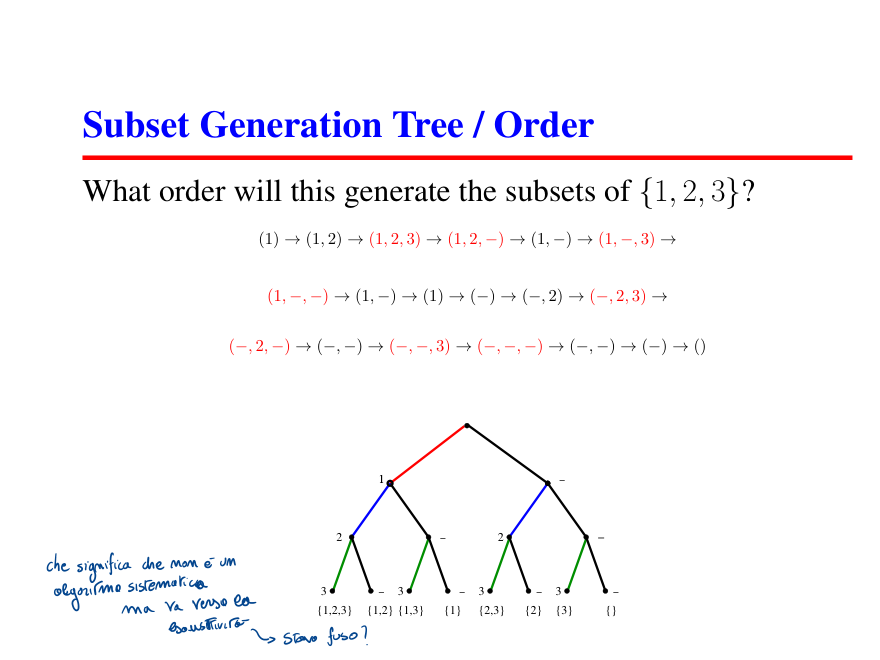 Subset Generation Tree / Order
What order will this generate the subsets of {1, 2, 3}?
(1) → (1, 2) → (1, 2, 3) → (1, 2, −) → (1, −) → (1, −, 3) →
(1, −, −) → (1, −) → (1) → (−) → (−, 2) → (−, 2, 3) →
(−, 2, −) → (−, −) → (−, −, 3) → (−, −, −) → (−, −) → (−) → ()
1 –
2 – 2 –
3 – 3 – 3 – 3 –
{1,2,3} {1,2} {1,3} {1} {2,3} {2} {3} {}
che significa che non è un
algoritmo sistematico
ma va verso la
esaustività
stavo fuso?